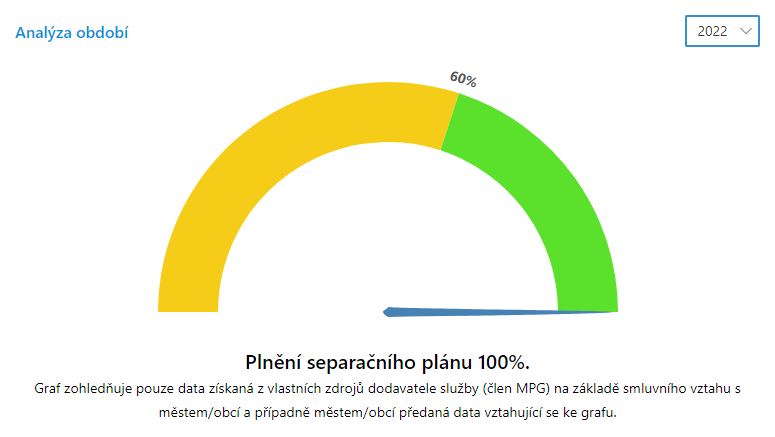 Analýza období
2022
60%
Plnění separačního plánu 100%.
Graf zohledňuje pouze data získaná z vlastních zdrojů dodavatele služby (člen MPG) na základě smluvního vztahu s
městem/obcí a případně městem/obcí předaná data vztahující se ke grafu.